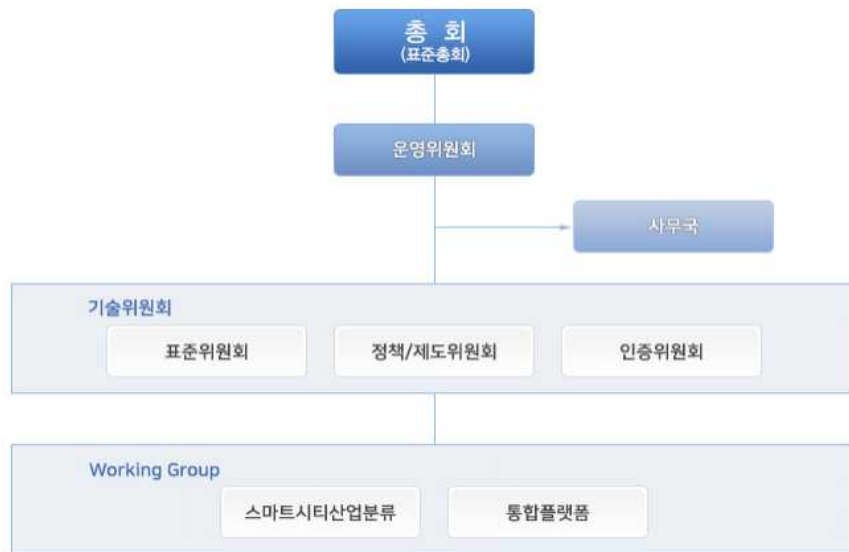 총 회
(표준총회)
운영위원회
사무국
기술위원회
표준위원회
정책/제도위원회
인증위원회
Working Group
스마트시티산업분류
통합플랫폼